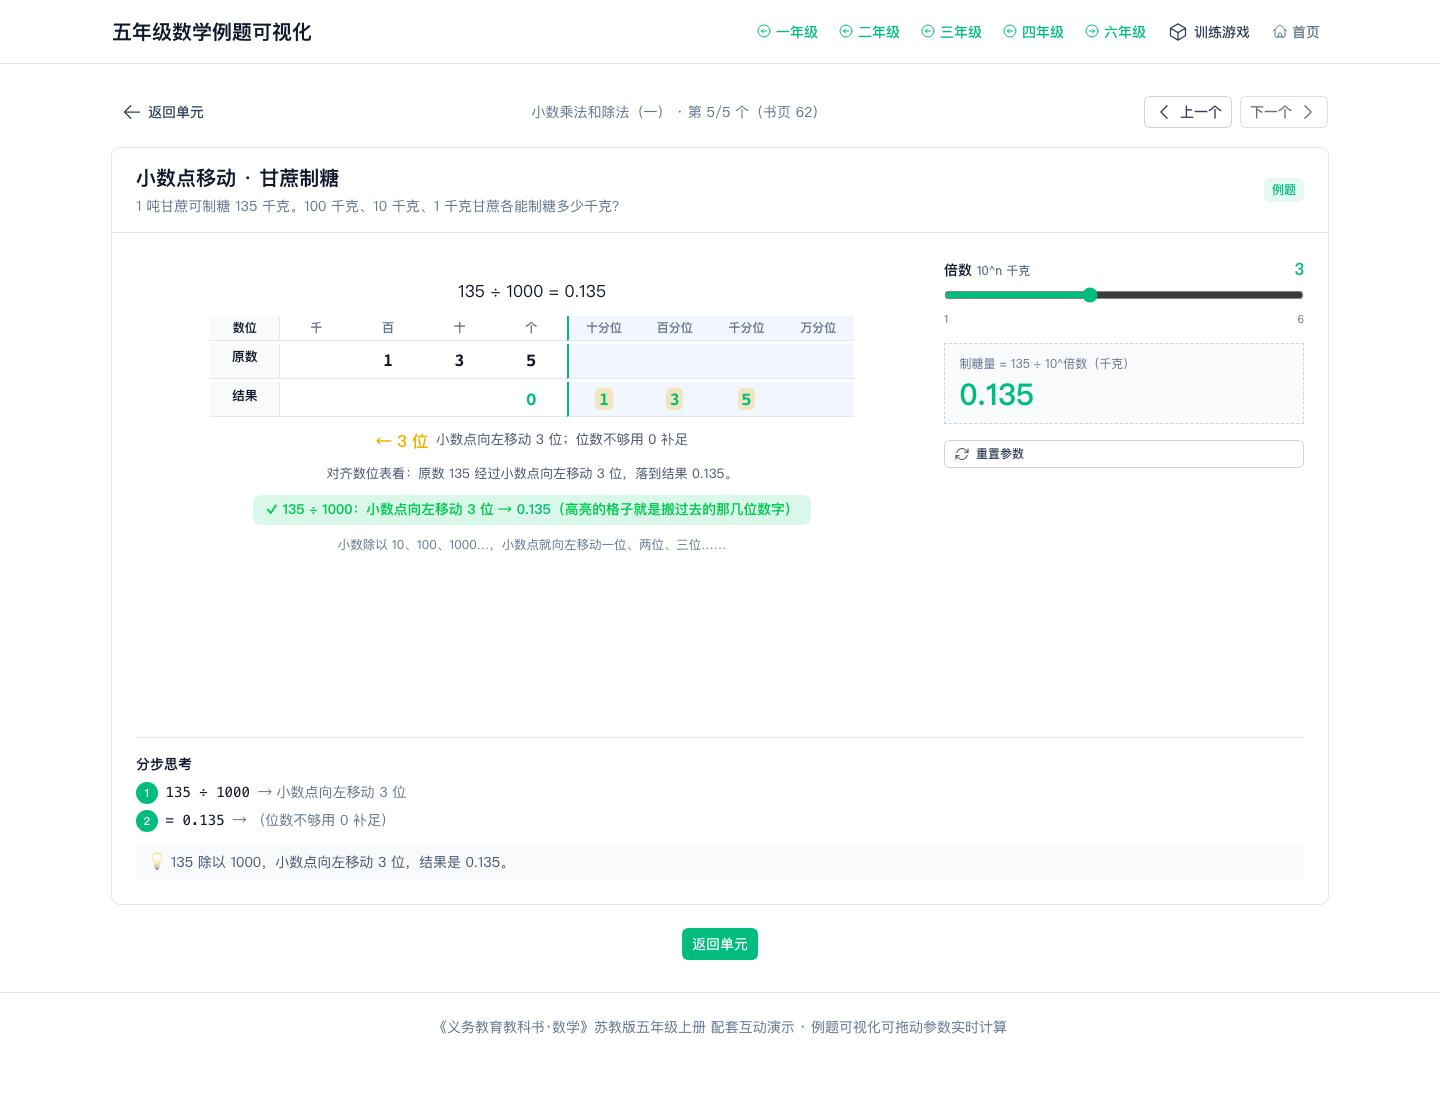 五年级数学例题可视化
一年级 二年级 三年级 四年级 六年级 训练游戏 首页
返回单元
小数乘法和除法（一） · 第 5/5 个（书页 62）
上一个
下一个
小数点移动 · 甘蔗制糖
1 吨甘蔗可制糖 135 千克。100 千克、10 千克、1 千克甘蔗各能制糖多少千克？
例题
135 ÷ 1000 = 0.135
数位 千 百 十 个 十分位 百分位 千分位 万分位
原数 1 3 5
结果 0 1 3 5
← 3 位 小数点向左移动 3 位；位数不够用 0 补足
对齐数位表看：原数 135 经过小数点向左移动 3 位，落到结果 0.135。
✓ 135 ÷ 1000：小数点向左移动 3 位 → 0.135（高亮的格子就是搬过去的那几位数字）
小数除以 10、100、1000…，小数点就向左移动一位、两位、三位……
倍数 10^n 千克 3
1 6
制糖量 = 135 ÷ 10^倍数（千克）
0.135
重置参数
分步思考
1 135 ÷ 1000 → 小数点向左移动 3 位
2 = 0.135 → （位数不够用 0 补足）
💡 135 除以 1000，小数点向左移动 3 位，结果是 0.135。
返回单元
《义务教育教科书·数学》苏教版五年级上册 配套互动演示 · 例题可视化可拖动参数实时计算